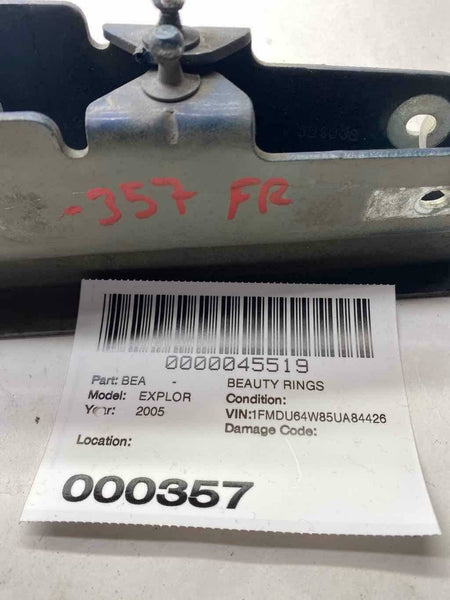 -357 FR
0000045519
Part: BEA - BEAUTY RINGS
Model: EXPLOR Condition:
Year: 2005 VIN:1FMDU64W85UA84426
Damage Code:
Location:
000357